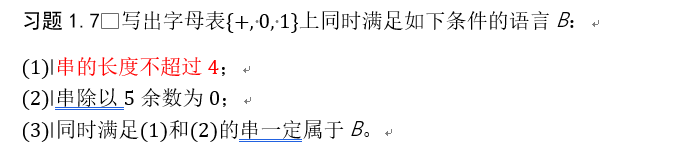 习题 1.7□写出字母表{+,·0,·1}上同时满足如下条件的语言 B：
(1)串的长度不超过 4；
(2)串除以 5 余数为 0；
(3)同时满足(1)和(2)的串一定属于 B。